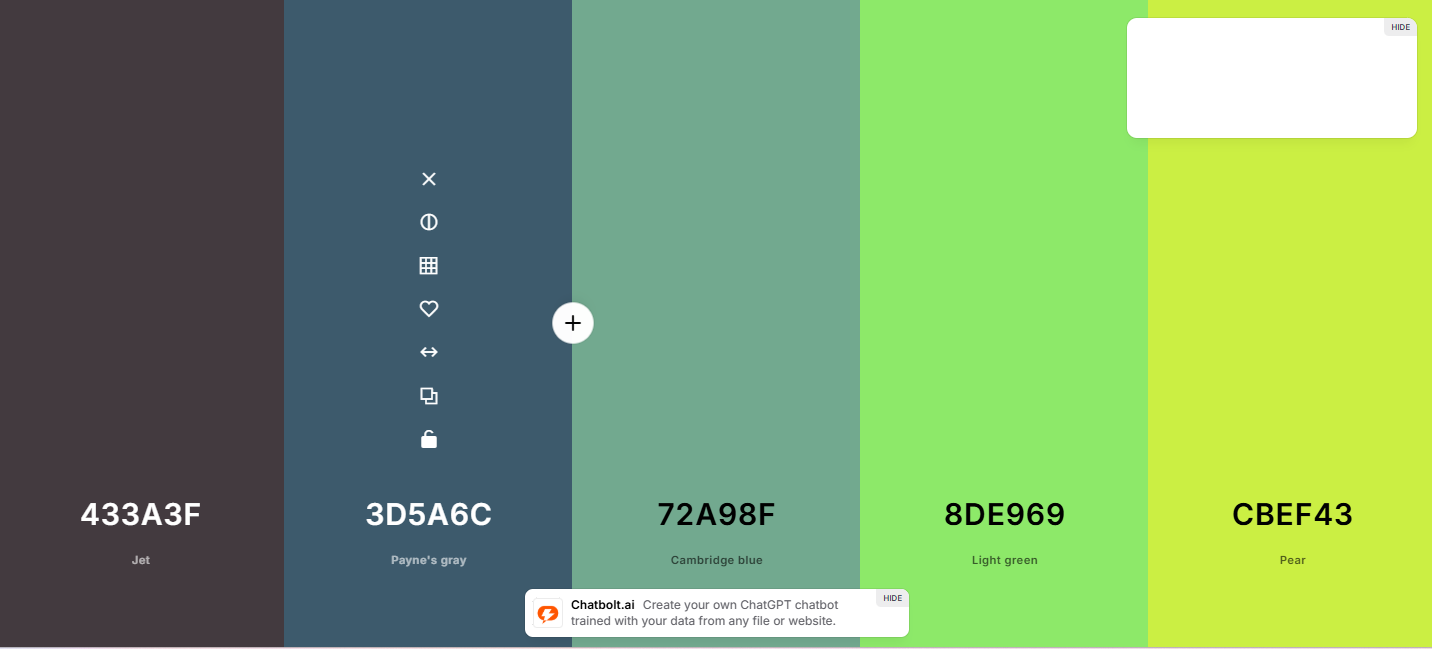 HIDE
433A3F
Jet
3D5A6C
Payne's gray
72A98F
Cambridge blue
8DE969
Light green
CBEF43
Pear
Chatbolt.ai Create your own ChatGPT chatbot
trained with your data from any file or website.
HIDE